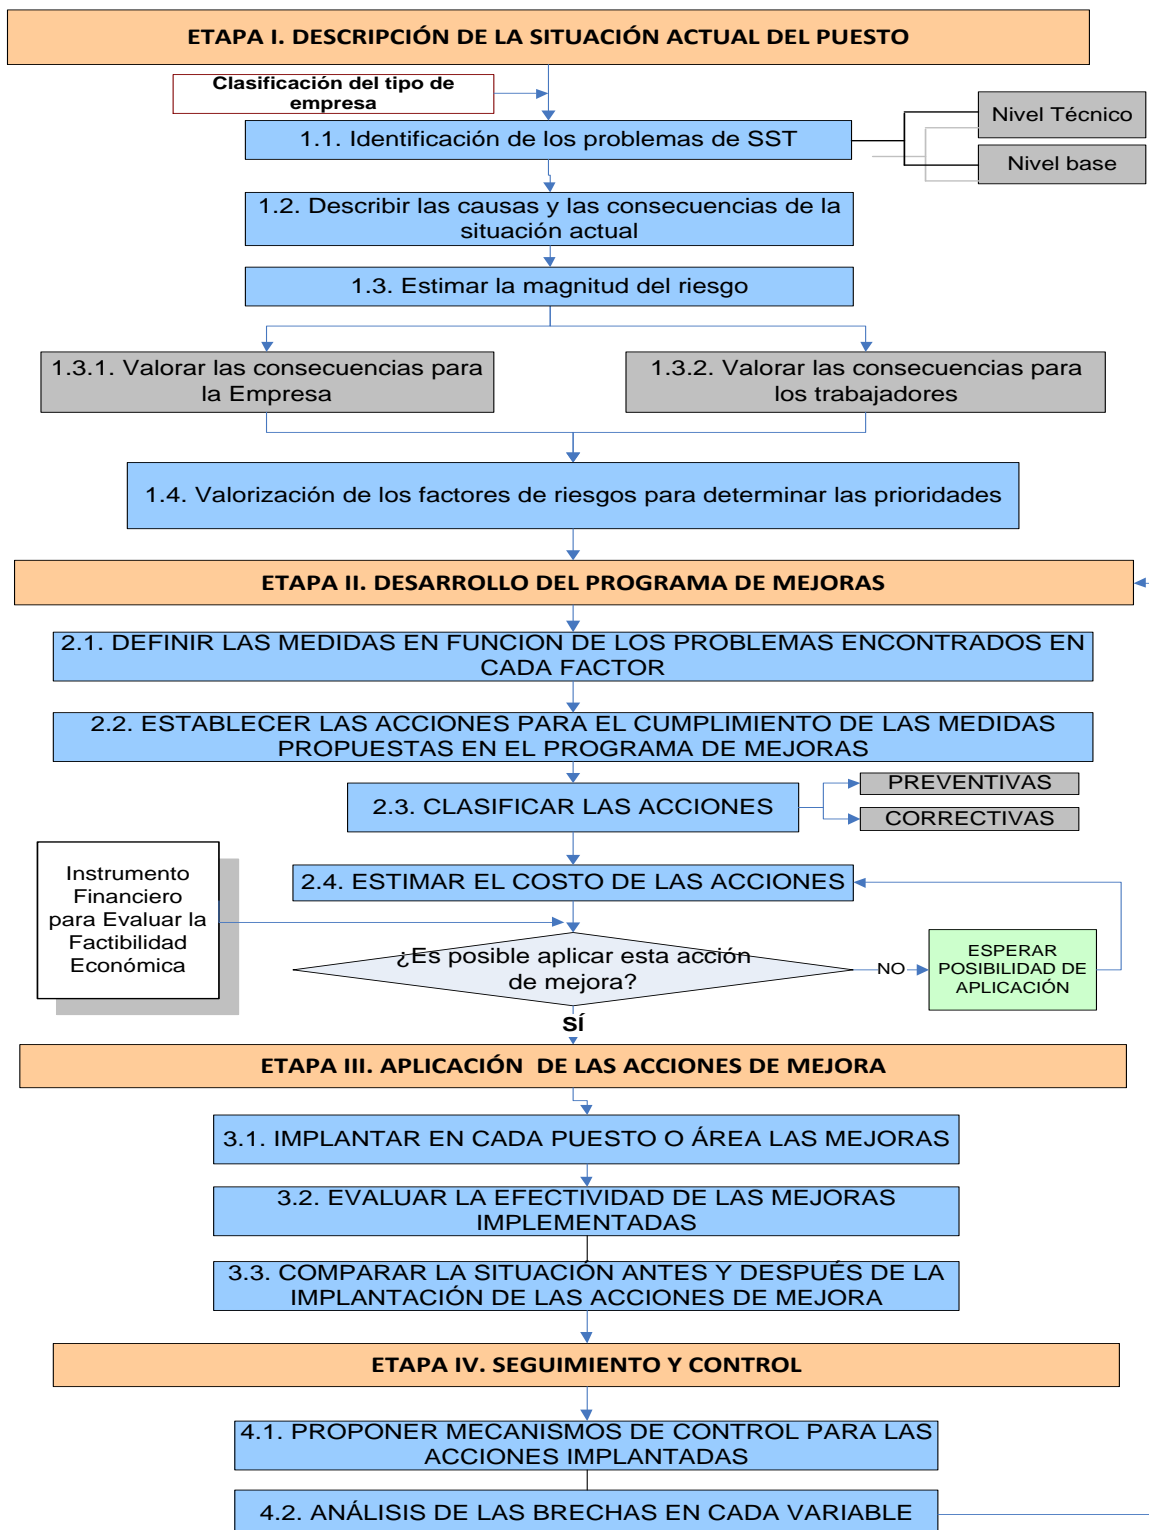 ETAPA I. DESCRIPCIÓN DE LA SITUACIÓN ACTUAL DEL PUESTO
Clasificación del tipo de
empresa
1.1. Identificación de los problemas de SST
Nivel Técnico
Nivel base
1.2. Describir las causas y las consecuencias de la
situación actual
1.3. Estimar la magnitud del riesgo
1.3.1. Valorar las consecuencias para
la Empresa
1.3.2. Valorar las consecuencias para
los trabajadores
1.4. Valorización de los factores de riesgos para determinar las prioridades
ETAPA II. DESARROLLO DEL PROGRAMA DE MEJORAS
2.1. DEFINIR LAS MEDIDAS EN FUNCION DE LOS PROBLEMAS ENCONTRADOS EN
CADA FACTOR
2.2. ESTABLECER LAS ACCIONES PARA EL CUMPLIMIENTO DE LAS MEDIDAS
PROPUESTAS EN EL PROGRAMA DE MEJORAS
2.3. CLASIFICAR LAS ACCIONES
PREVENTIVAS
CORRECTIVAS
Instrumento
Financiero
para Evaluar la
Factibilidad
Económica
2.4. ESTIMAR EL COSTO DE LAS ACCIONES
¿Es posible aplicar esta acción
de mejora?
NO
ESPERAR
POSIBILIDAD DE
APLICACIÓN
SÍ
ETAPA III. APLICACIÓN  DE LAS ACCIONES DE MEJORA
3.1. IMPLANTAR EN CADA PUESTO O ÁREA LAS MEJORAS
3.2. EVALUAR LA EFECTIVIDAD DE LAS MEJORAS
IMPLEMENTADAS
3.3. COMPARAR LA SITUACIÓN ANTES Y DESPUÉS DE LA
IMPLANTACIÓN DE LAS ACCIONES DE MEJORA
ETAPA IV. SEGUIMIENTO Y CONTROL
4.1. PROPONER MECANISMOS DE CONTROL PARA LAS
ACCIONES IMPLANTADAS
4.2. ANÁLISIS DE LAS BRECHAS EN CADA VARIABLE